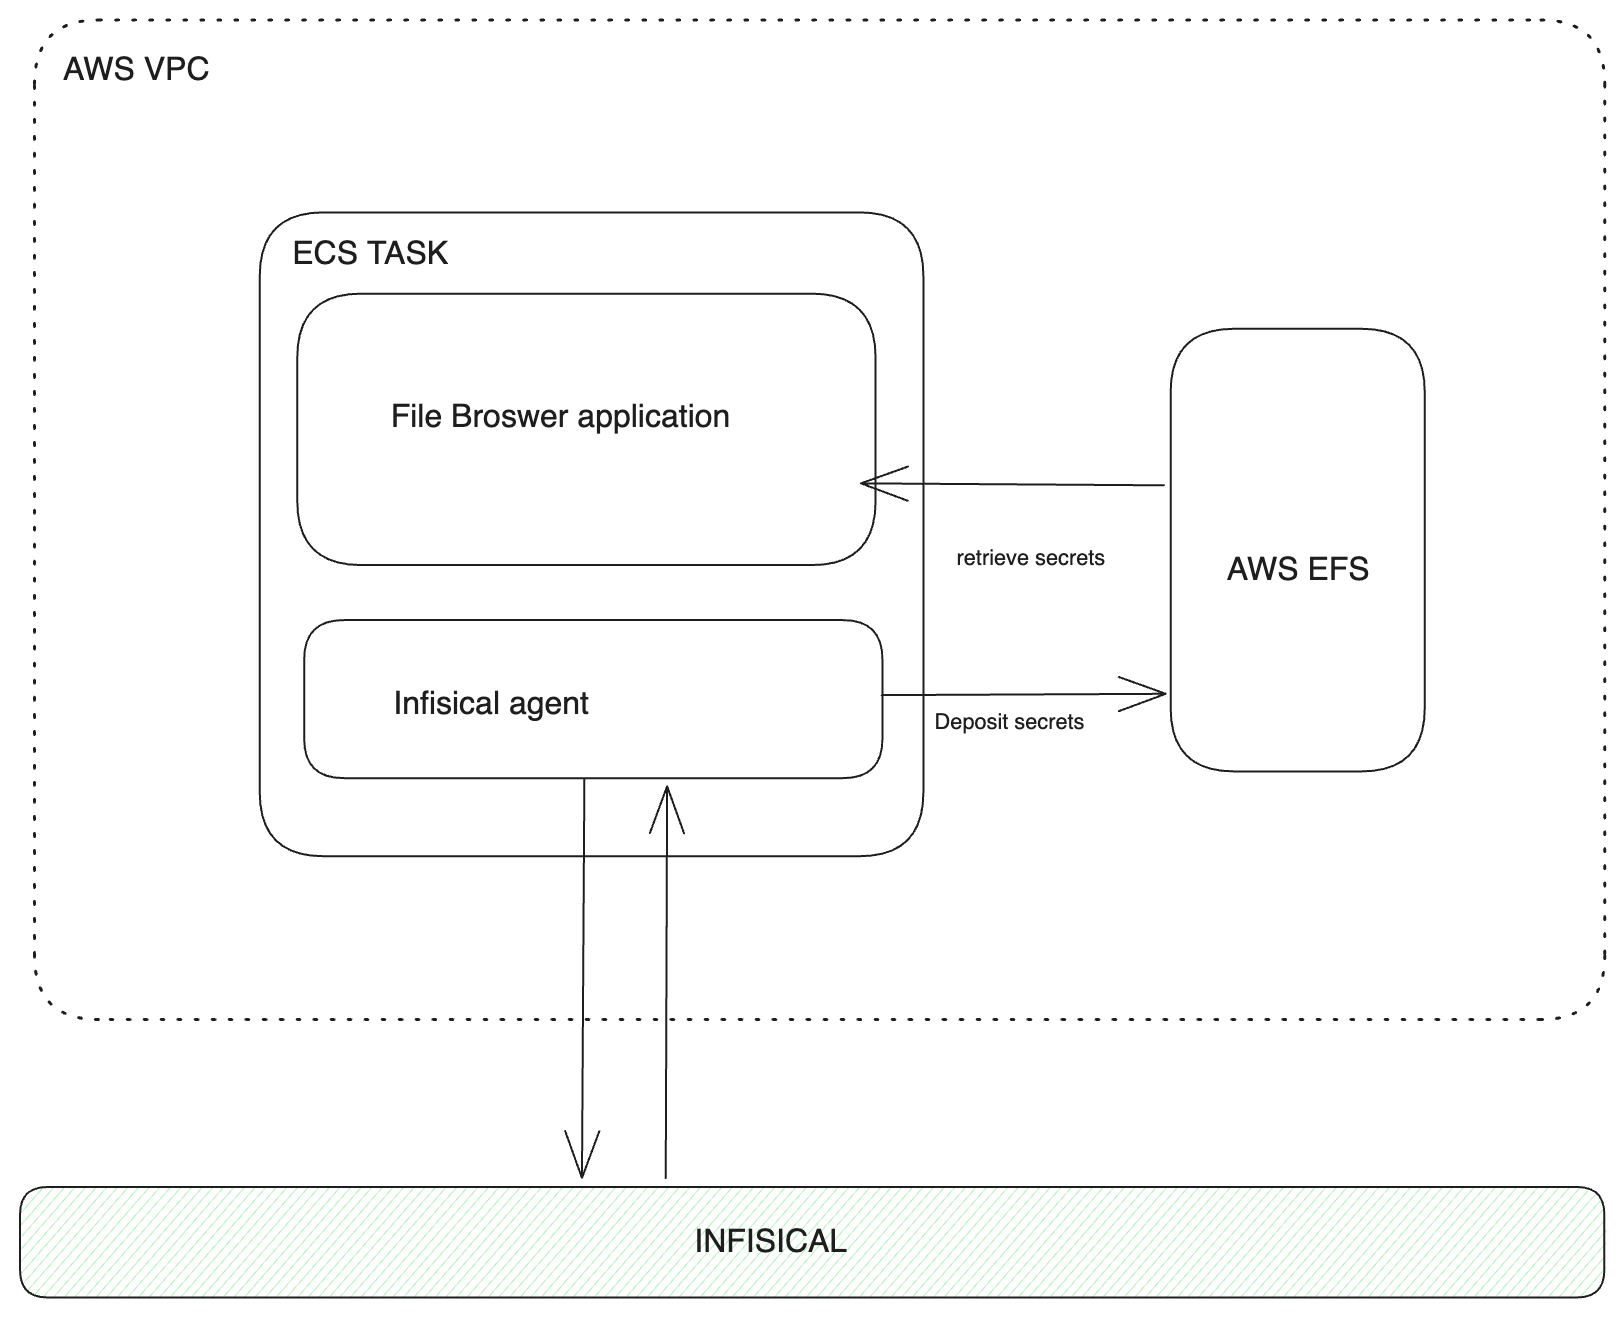 AWS VPC
ECS TASK
File Broswer application
retrieve secrets
AWS EFS
Infisical agent
Deposit secrets
INFISICAL